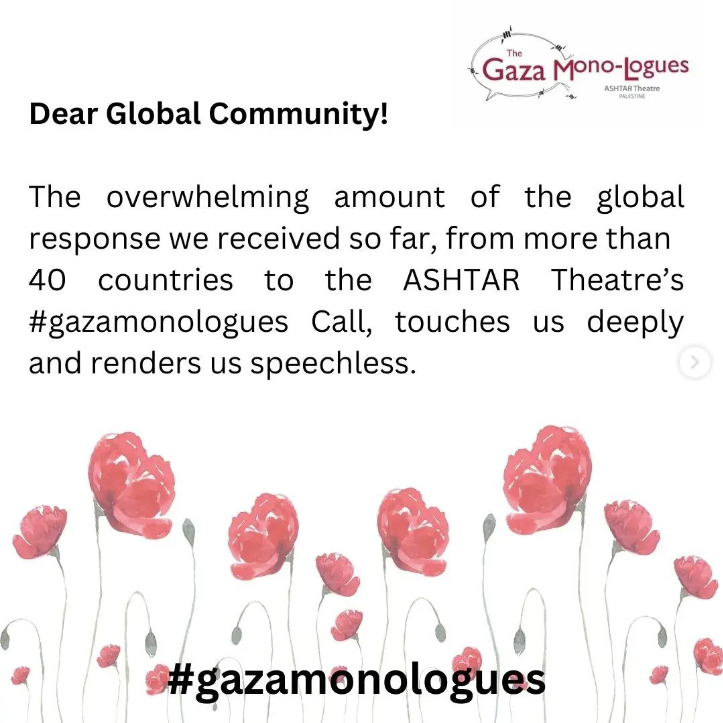 The
Gaza Mono-Logues
ASHTAR Theatre
PALESTINE
Dear Global Community!
The overwhelming amount of the global
response we received so far, from more than
40 countries to the ASHTAR Theatre’s
#gazamonologues Call, touches us deeply
and renders us speechless.
#gazamonologues